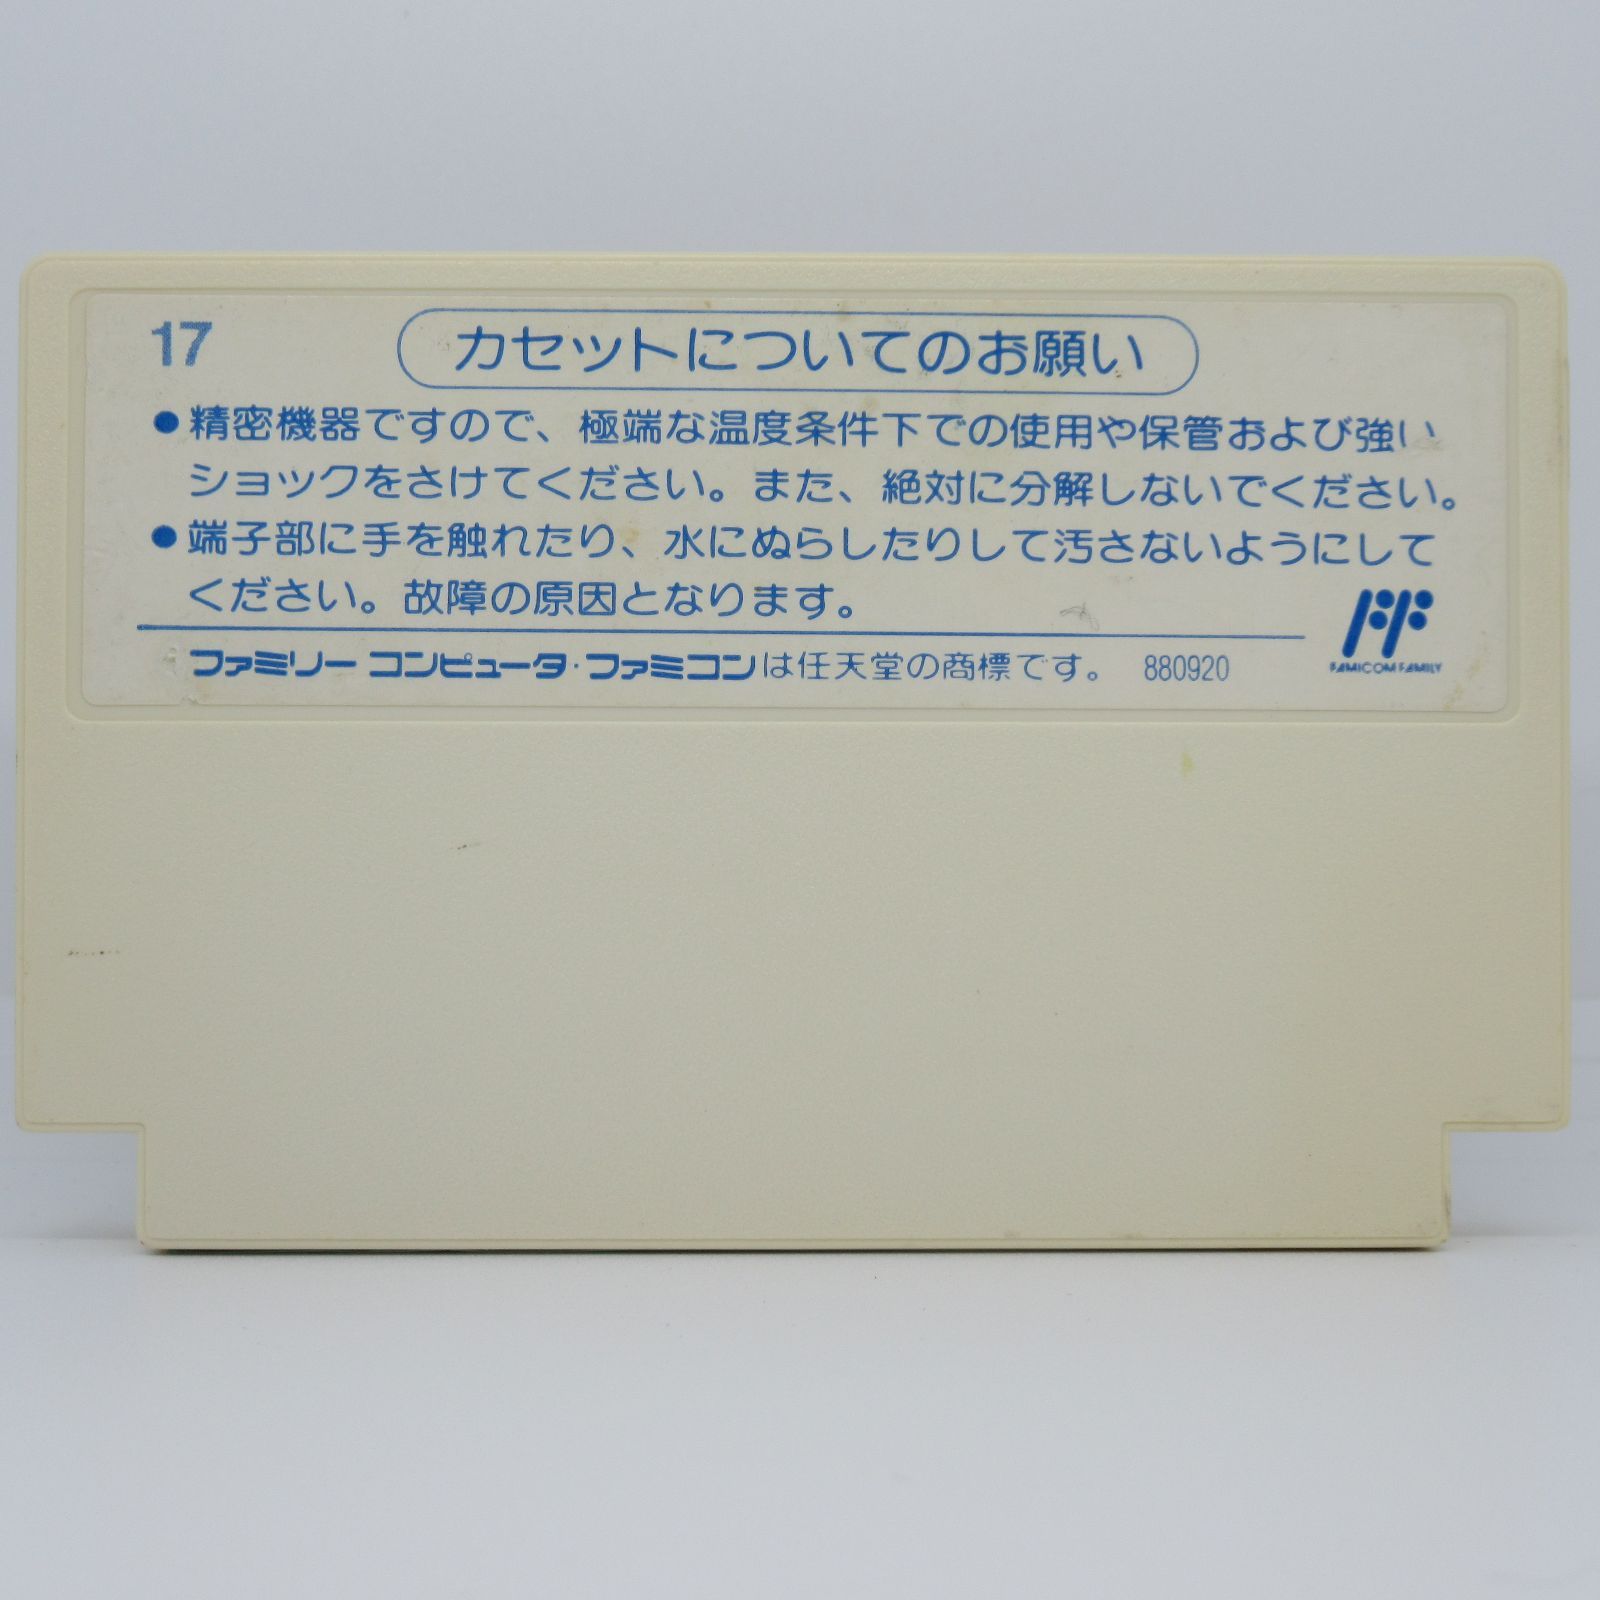 17
カセットについてのお願い
●精密機器ですので、極端な温度条件下での使用や保管および強い
ショックをさけてください。また、絶対に分解しないでください。
●端子部に手を触れたり、水にぬらしたりして汚さないようにして
ください。故障の原因となります。
ファミリー コンピュータ・ファミコンは任天堂の商標です。 880920
FF
FAMICOM FAMILY